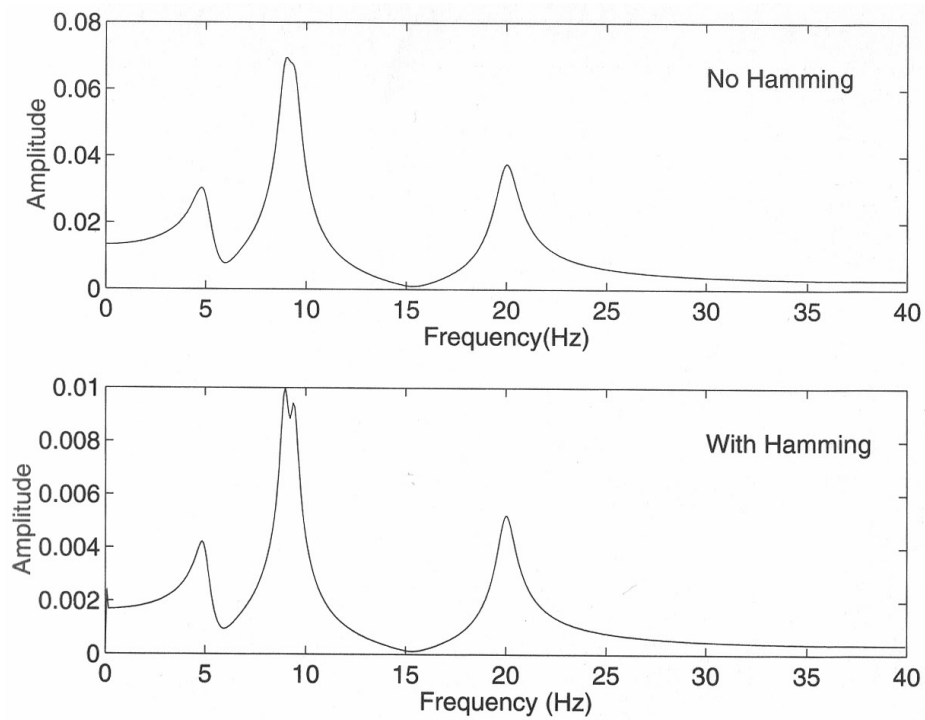 0.08
0.06
0.04
0.02
0
Amplitude
No Hamming
0 5 10 15 20 25 30 35 40
Frequency(Hz)
0.01
0.008
0.006
0.004
0.002
0
Amplitude
With Hamming
0 5 10 15 20 25 30 35 40
Frequency (Hz)